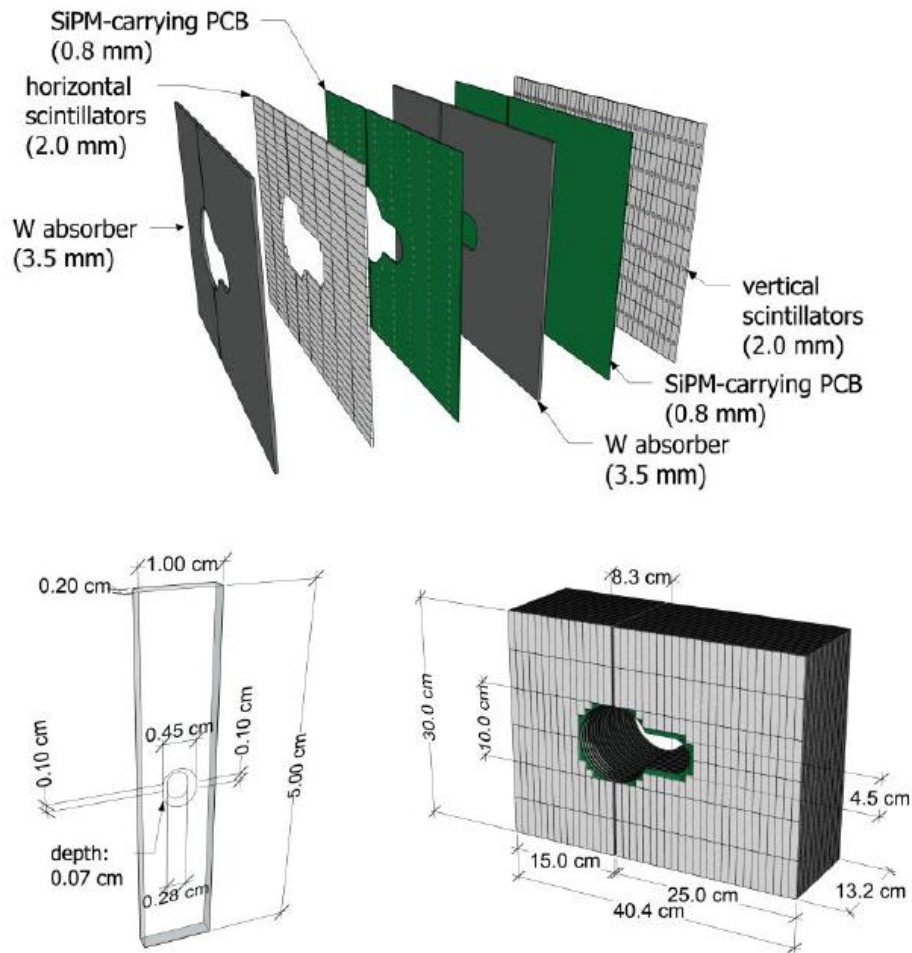 SiPM-carrying PCB
(0.8 mm)
horizontal
scintillators
(2.0 mm)
W absorber
(3.5 mm)
vertical
scintillators
(2.0 mm)
SiPM-carrying PCB
(0.8 mm)
W absorber
(3.5 mm)
1.00 cm
0.20 cm
0.45 cm
0.10 cm
0.10 cm
5.00 cm
depth:
0.07 cm
0.28 cm
8.3 cm
30.0 cm
10.0 cm
4.5 cm
15.0 cm
25.0 cm
13.2 cm
40.4 cm